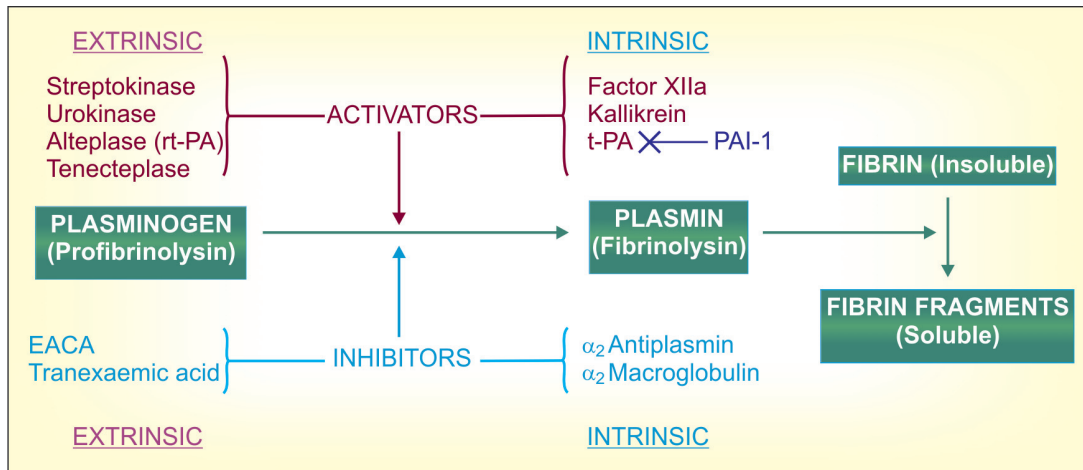 EXTRINSIC
INTRINSIC
Streptokinase
Urokinase
Alteplase (rt-PA)
Tenecteplase
ACTIVATORS
Factor XIIa
Kallikrein
t-PA
PAI-1
FIBRIN (Insoluble)
PLASMINOGEN
(Profibrinolysin)
PLASMIN
(Fibrinolysin)
FIBRIN FRAGMENTS
(Soluble)
EACA
Tranexaemic acid
INHIBITORS
α₂ Antiplasmin
α₂ Macroglobulin
EXTRINSIC
INTRINSIC